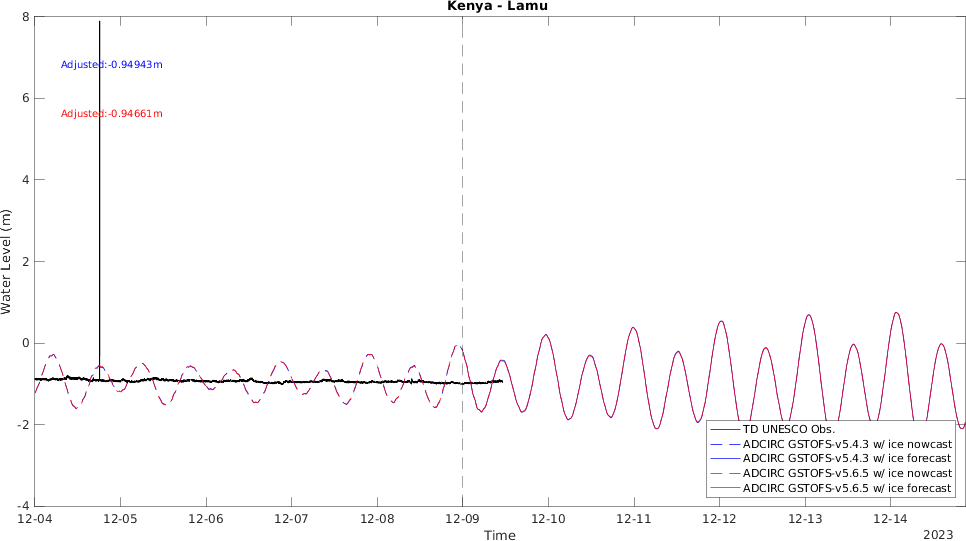 Kenya - Lamu
8
6
4
2
0
-2
-4
Water Level (m)
Adjusted:-0.94943m
Adjusted:-0.94661m
TD UNESCO Obs.
ADCIRC GSTOFS-v5.4.3 w/ ice nowcast
ADCIRC GSTOFS-v5.4.3 w/ ice forecast
ADCIRC GSTOFS-v5.6.5 w/ ice nowcast
ADCIRC GSTOFS-v5.6.5 w/ ice forecast
12-04 12-05 12-06 12-07 12-08 12-09 12-10 12-11 12-12 12-13 12-14
Time
2023